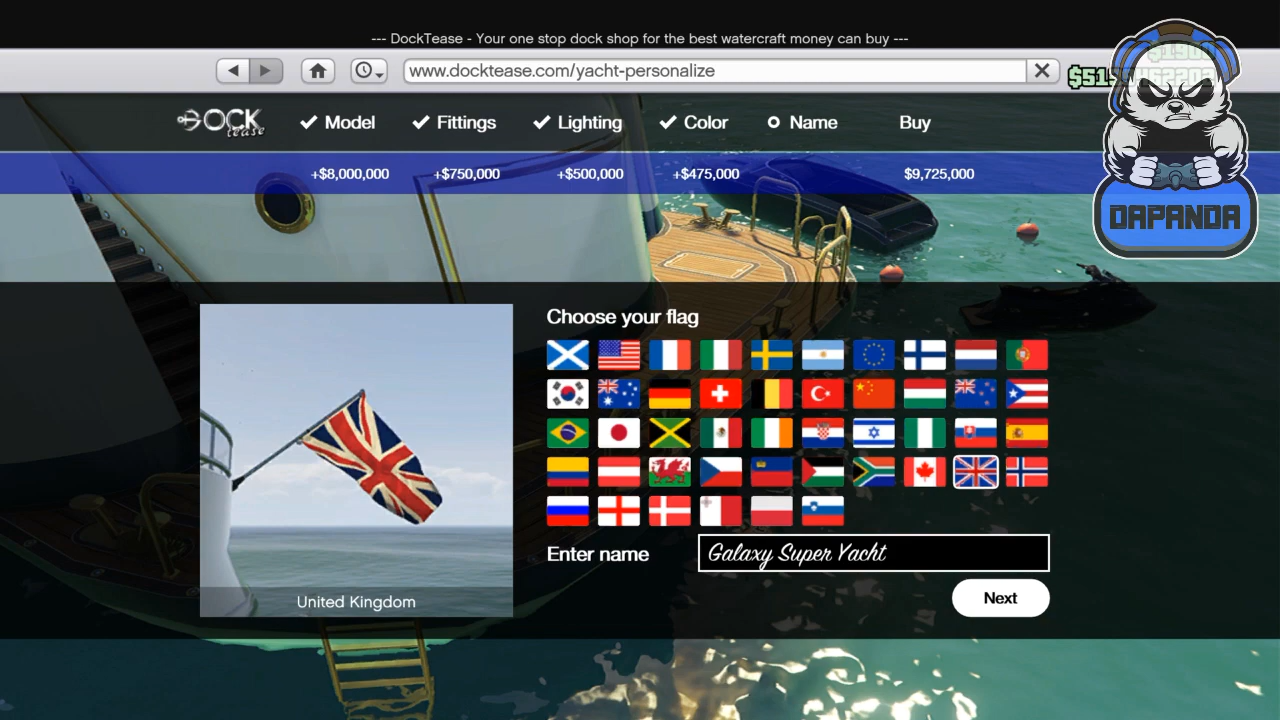 --- DockTease - Your one stop dock shop for the best watercraft money can buy ---
www.docktease.com/yacht-personalize
DOCK tease
Model Fittings Lighting Color Name Buy
+$8,000,000 +$750,000 +$500,000 +$475,000 $9,725,000
DAPANDA
Choose your flag
United Kingdom
Enter name Galaxy Super Yacht
Next